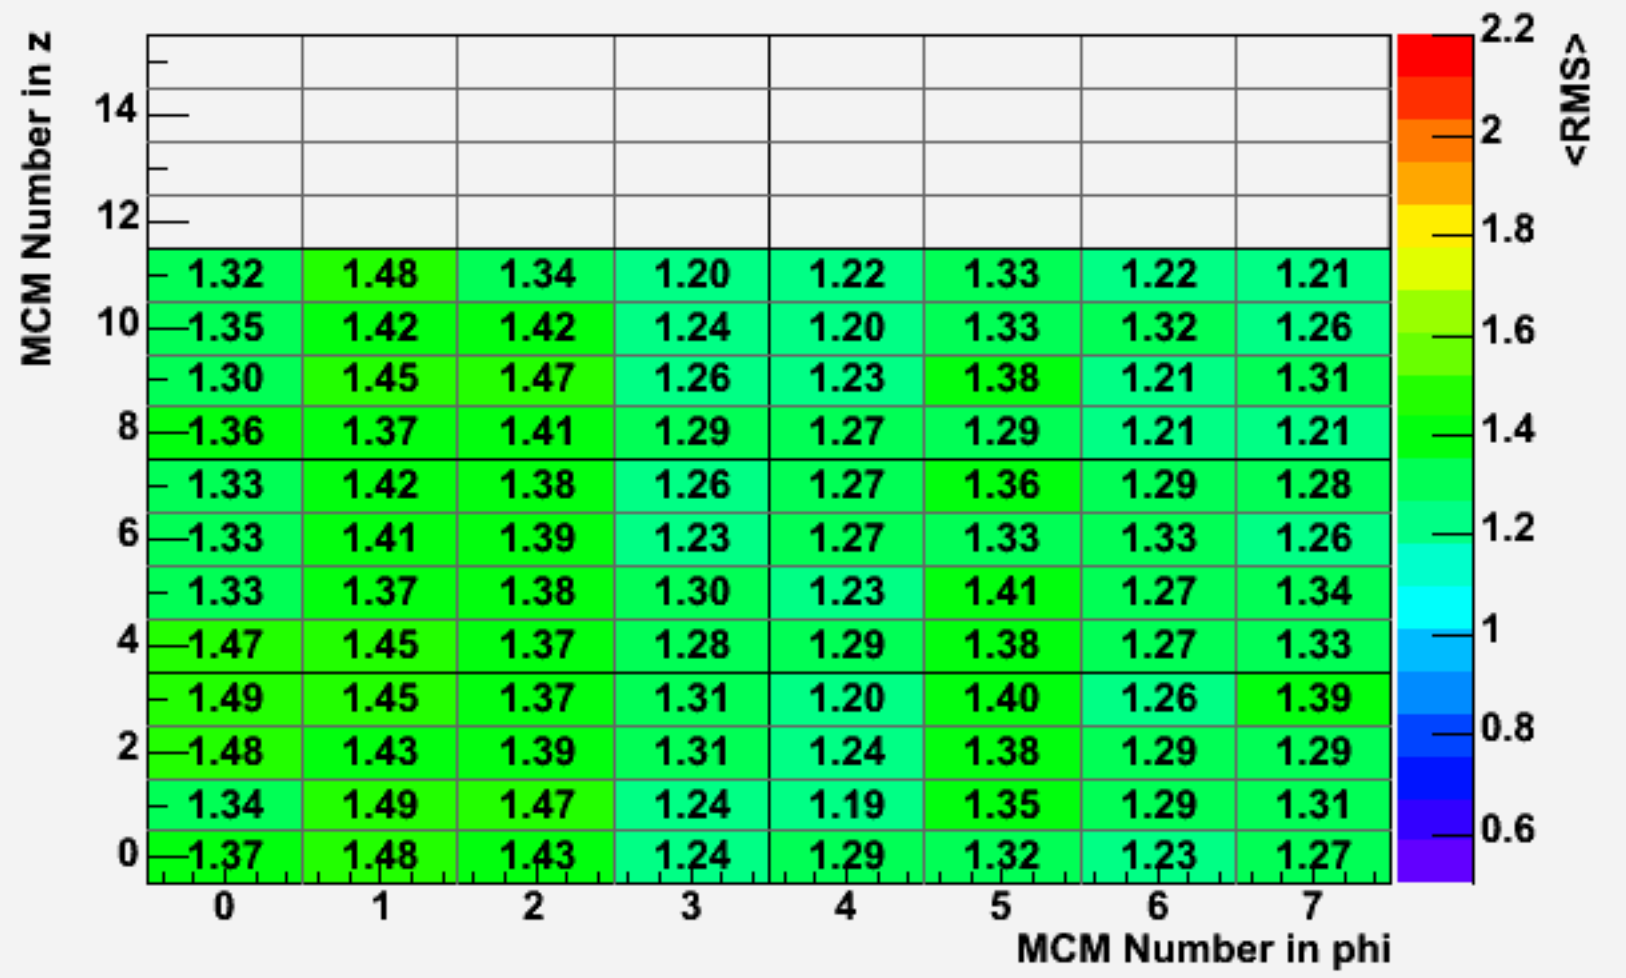 MCM Number in z
14
12
10
8
6
4
2
0
1.32 1.48 1.34 1.20 1.22 1.33 1.22 1.21
1.35 1.42 1.42 1.24 1.20 1.33 1.32 1.26
1.30 1.45 1.47 1.26 1.23 1.38 1.21 1.31
1.36 1.37 1.41 1.29 1.27 1.29 1.21 1.21
1.33 1.42 1.38 1.26 1.27 1.36 1.29 1.28
1.33 1.41 1.39 1.23 1.27 1.33 1.33 1.26
1.33 1.37 1.38 1.30 1.23 1.41 1.27 1.34
1.47 1.45 1.37 1.28 1.29 1.38 1.27 1.33
1.49 1.45 1.37 1.31 1.20 1.40 1.26 1.39
1.48 1.43 1.39 1.31 1.24 1.38 1.29 1.29
1.34 1.49 1.47 1.24 1.19 1.35 1.29 1.31
1.37 1.48 1.43 1.24 1.29 1.32 1.23 1.27
0 1 2 3 4 5 6 7
MCM Number in phi
2.2
2
1.8
1.6
1.4
1.2
1
0.8
0.6
<RMS>